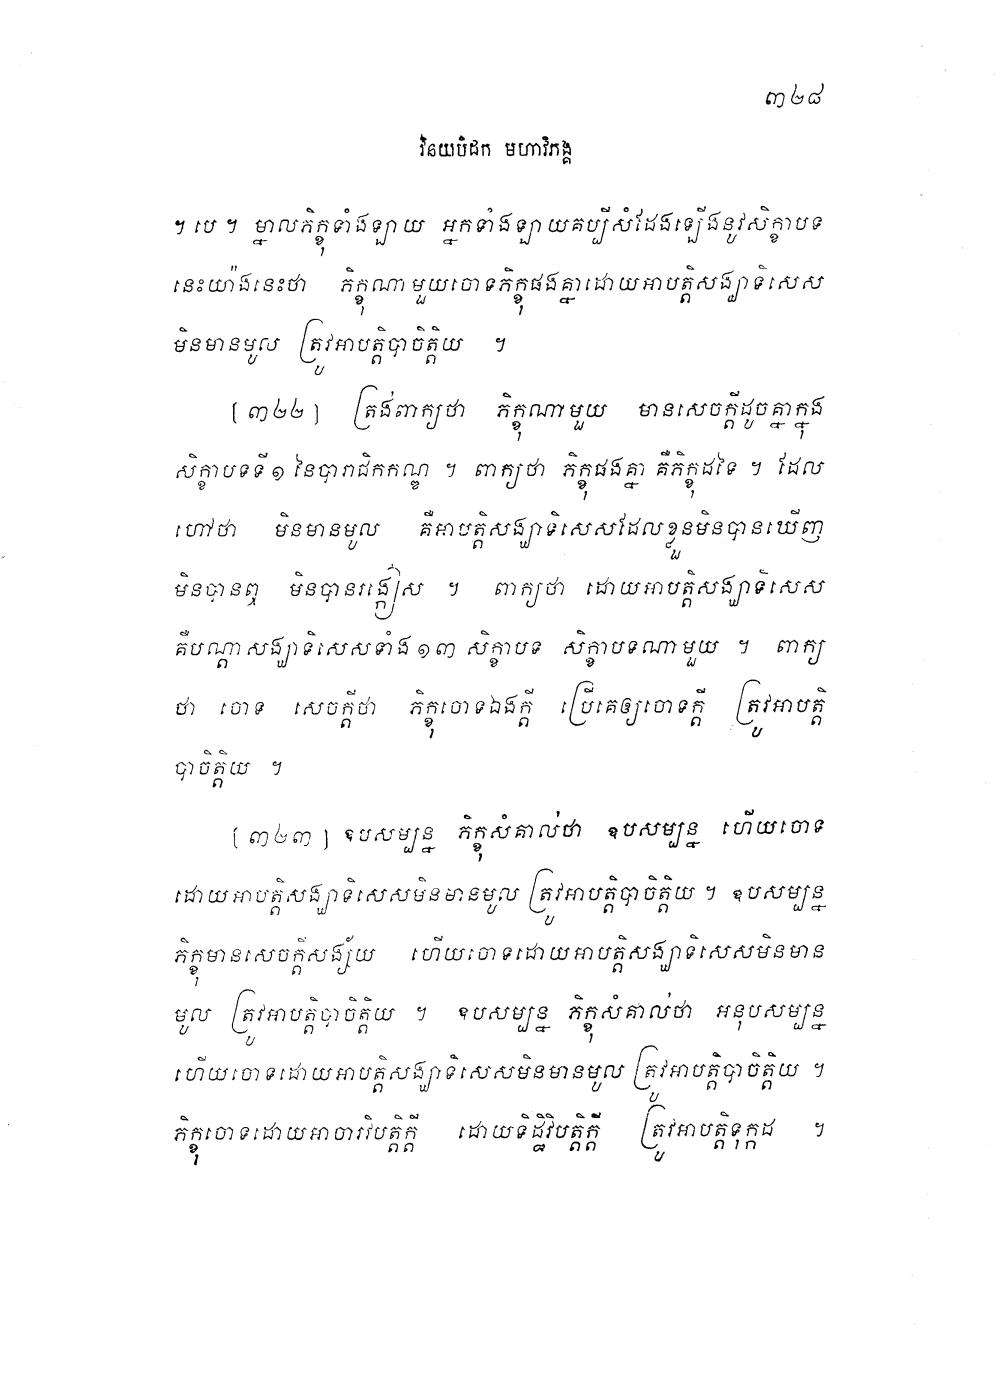 ៣២៨
វិនយបិដក មហាវិភង្គ
។ បេ ។ ម្នាលភិក្ខុទាំងឡាយ អ្នកទាំងឡាយគប្បីសំដែងឡើងនូវសិក្ខាបទ
នេះយ៉ាងនេះថា ភិក្ខុណាមួយចោទភិក្ខុផងគ្នាដោយអាបត្តិសង្ឃាទិសេស
មិនមានមូល ត្រូវអាបត្តិបាចិត្តិយ ។
[៣២២] ត្រង់ពាក្យថា ភិក្ខុណាមួយ មានសេចក្តីដូចគ្នាក្នុង
សិក្ខាបទទី១ នៃបារាជិកកណ្ឌ ។ ពាក្យថា ភិក្ខុផងគ្នា គឺភិក្ខុដទៃ ។ ដែល
ហៅថា មិនមានមូល គឺអាបត្តិសង្ឃាទិសេសដែលខ្លួនមិនបានឃើញ
មិនបានឮ មិនបានរង្កៀស ។ ពាក្យថា ដោយអាបត្តិសង្ឃាទិសេស
គឺបណ្តាសង្ឃាទិសេសទាំង១៣ សិក្ខាបទ សិក្ខាបទណាមួយ ។ ពាក្យ
ថា ចោទ សេចក្តីថា ភិក្ខុចោទឯងក្តី ប្រើគេឲ្យចោទក្តី ត្រូវអាបត្តិ
បាចិត្តិយ ។
[៣២៣] ឧបសម្បន្ន ភិក្ខុសំគាល់ថា ឧបសម្បន្ន ហើយចោទ
ដោយអាបត្តិសង្ឃាទិសេសមិនមានមូល ត្រូវអាបត្តិបាចិត្តិយ ។ ឧបសម្បន្ន
ភិក្ខុមានសេចក្តីសង្ស័យ ហើយចោទដោយអាបត្តិសង្ឃាទិសេសមិនមាន
មូល ត្រូវអាបត្តិបាចិត្តិយ ។ ឧបសម្បន្ន ភិក្ខុសំគាល់ថា អនុបសម្បន្ន
ហើយចោទដោយអាបត្តិសង្ឃាទិសេសមិនមានមូល ត្រូវអាបត្តិបាចិត្តិយ ។
ភិក្ខុចោទដោយអាចារវិបត្តិក្តី ដោយទិដ្ឋិវិបត្តិក្តី ត្រូវអាបត្តិទុក្កដ ។